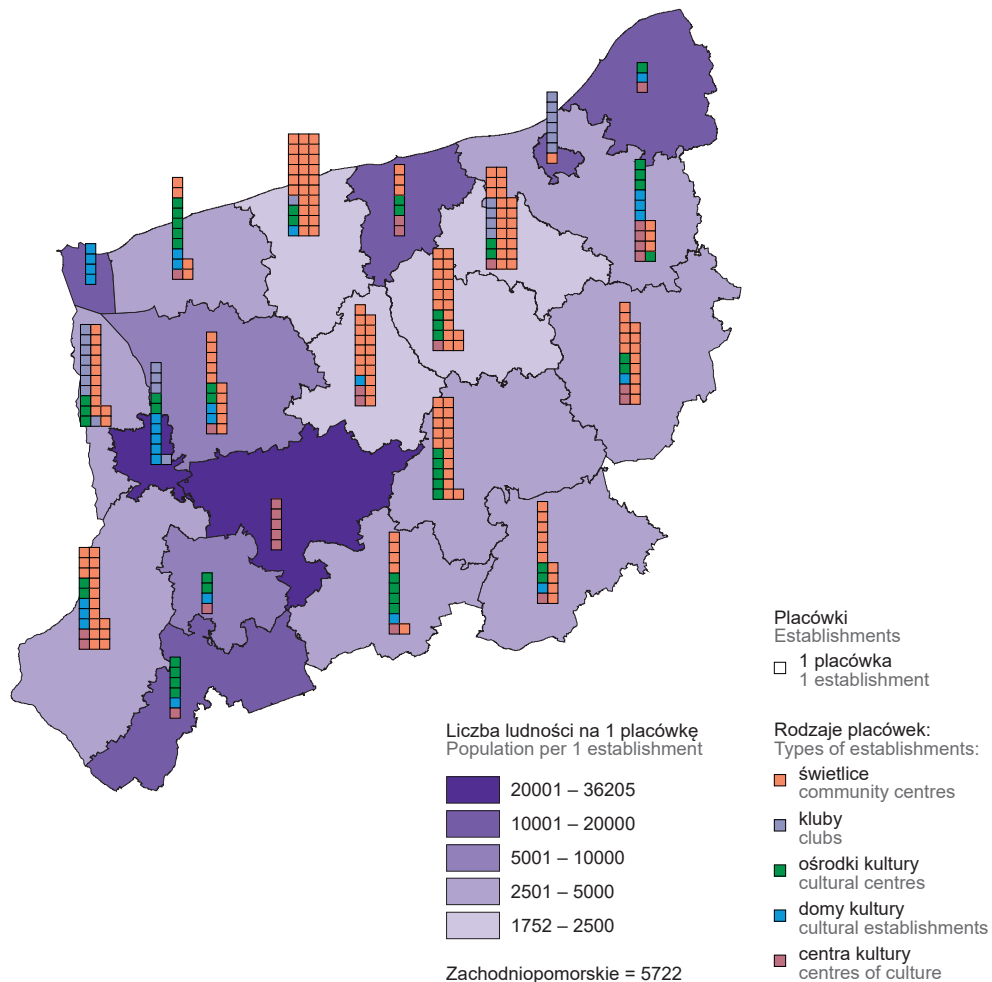 Placówki
Establishments
1 placówka
1 establishment
Liczba ludności na 1 placówkę
Population per 1 establishment
20001 – 36205
10001 – 20000
5001 – 10000
2501 – 5000
1752 – 2500
Zachodniopomorskie = 5722
Rodzaje placówek:
Types of establishments:
świetlice
community centres
kluby
clubs
ośrodki kultury
cultural centres
domy kultury
cultural establishments
centra kultury
centres of culture